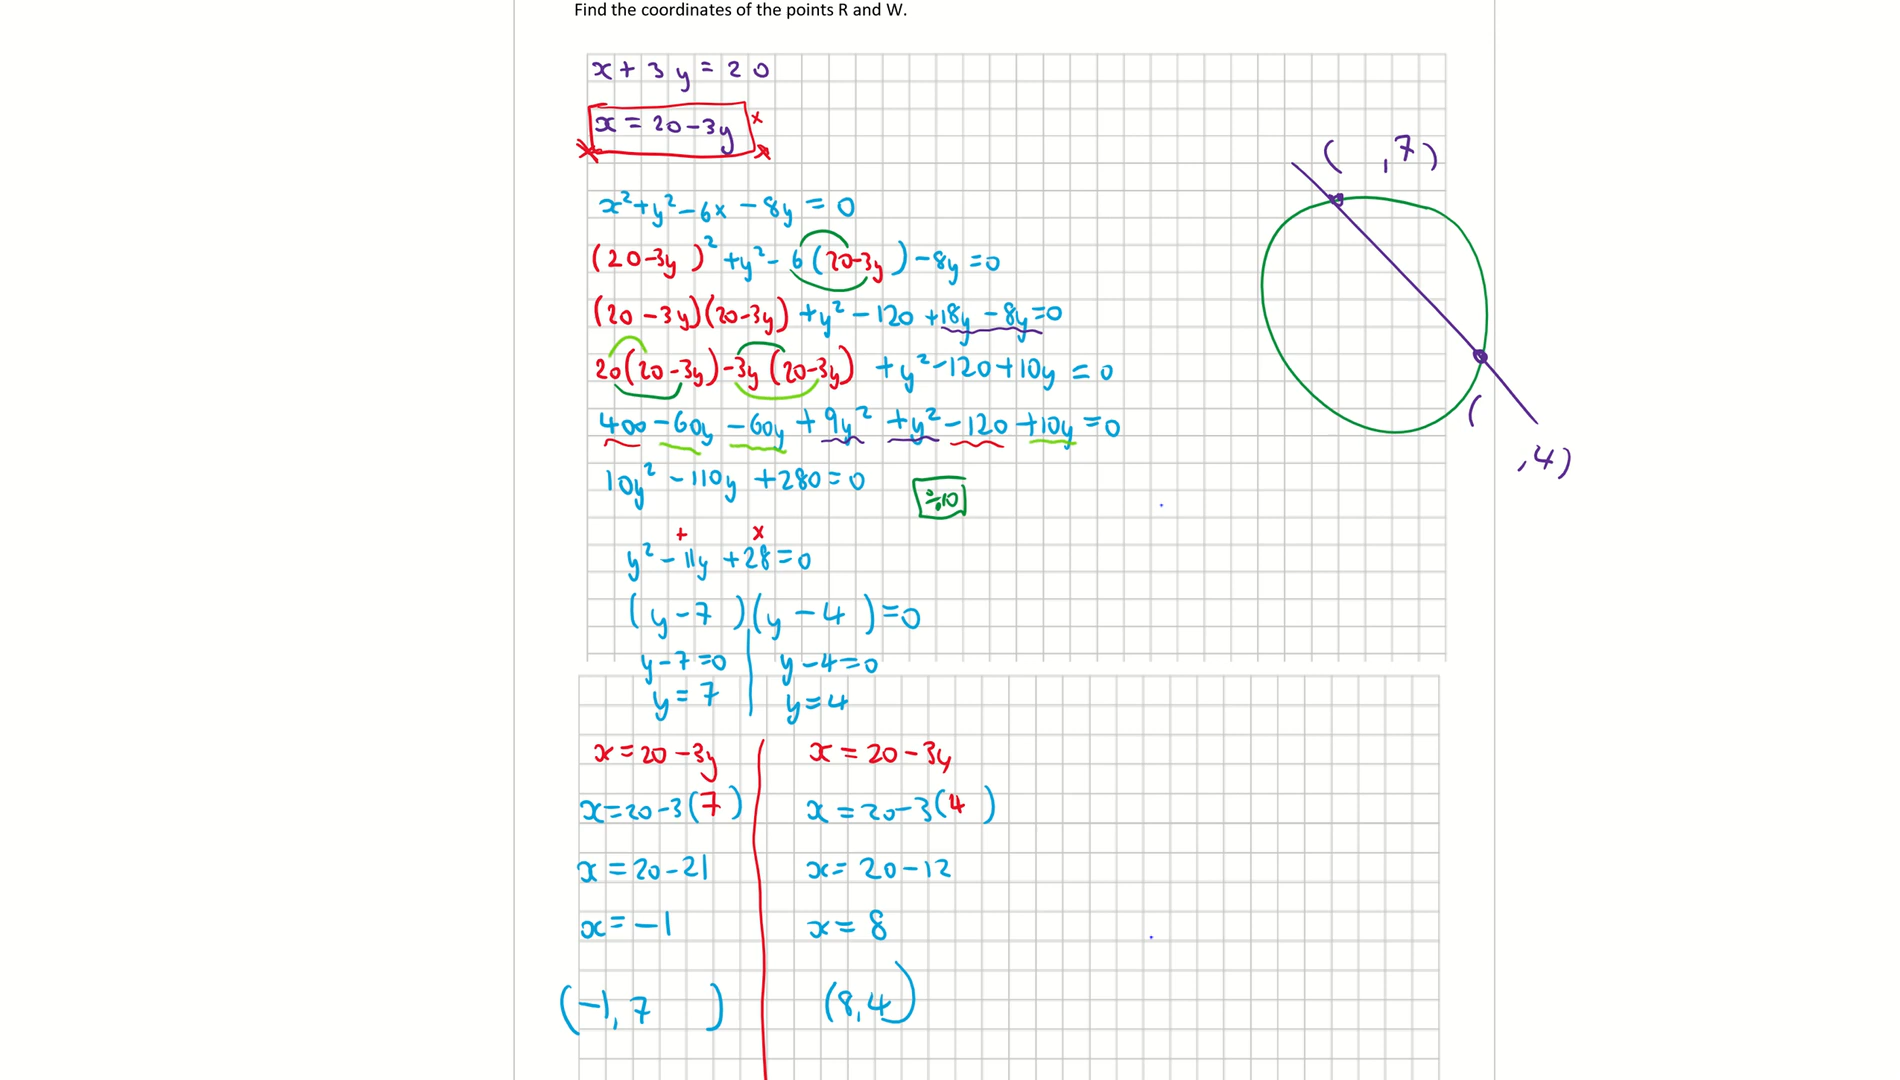 Find the coordinates of the points R and W.
x + 3y = 20
x = 20 - 3y
x² + y² - 6x - 8y = 0
(20-3y)² + y² - 6(20-3y) - 8y = 0
(20 - 3y)(20-3y) + y² - 120 + 18y - 8y = 0
20(20-3y) - 3y(20-3y) + y² - 120 + 10y = 0
400 - 60y - 60y + 9y² + y² - 120 + 10y = 0
10y² - 110y + 280 = 0
÷10
+ x
y² - 11y + 28 = 0
(y - 7)(y - 4) = 0
y - 7 = 0
y - 4 = 0
y = 7
y = 4
x = 20 - 3y
x = 20 - 3y
x = 20 - 3(7)
x = 20 - 3(4)
x = 20 - 21
x = 20 - 12
x = -1
x = 8
(-1, 7)
(8, 4)
( , 7)
( , 4)